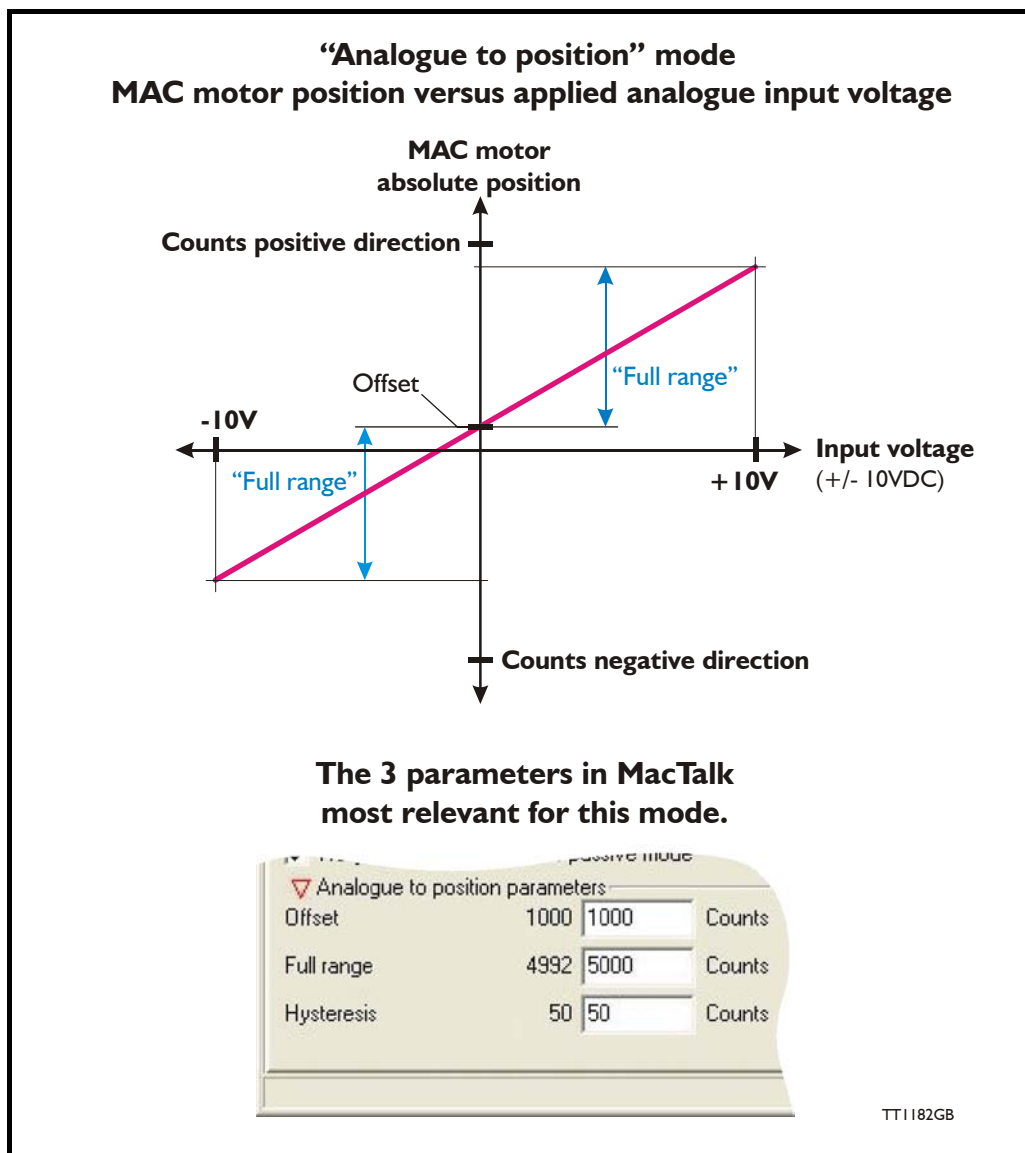 “Analogue to position” mode
MAC motor position versus applied analogue input voltage
MAC motor
absolute position
Counts positive direction
“Full range”
Offset
-10V
“Full range”
+10V
Input voltage
(+/- 10VDC)
Counts negative direction
The 3 parameters in MacTalk
most relevant for this mode.
passive mode
Analogue to position parameters
Offset 1000 1000 Counts
Full range 4992 5000 Counts
Hysteresis 50 50 Counts
TT1182GB